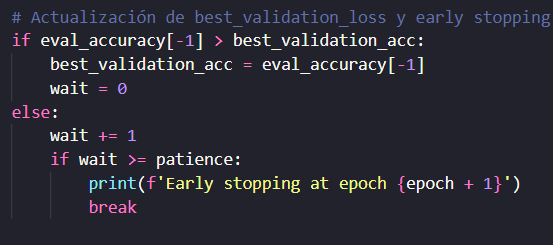 # Actualización de best_validation_loss y early stopping
if eval_accuracy[-1] > best_validation_acc:
    best_validation_acc = eval_accuracy[-1]
    wait = 0
else:
    wait += 1
    if wait >= patience:
        print(f'Early stopping at epoch {epoch + 1}')
        break